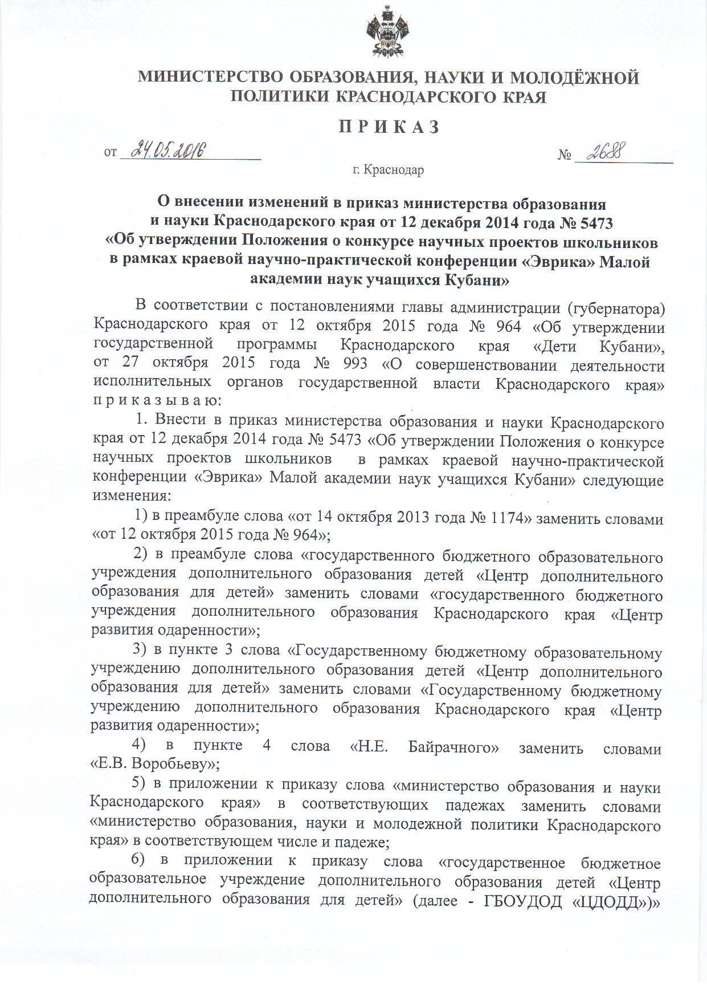 МИНИСТЕРСТВО ОБРАЗОВАНИЯ, НАУКИ И МОЛОДЁЖНОЙ
ПОЛИТИКИ КРАСНОДАРСКОГО КРАЯ
П Р И К А З
от 24.05.2016 № 2688
г. Краснодар
О внесении изменений в приказ министерства образования
и науки Краснодарского края от 12 декабря 2014 года № 5473
«Об утверждении Положения о конкурсе научных проектов школьников
в рамках краевой научно-практической конференции «Эврика» Малой
академии наук учащихся Кубани»
В соответствии с постановлениями главы администрации (губернатора)
Краснодарского края от 12 октября 2015 года № 964 «Об утверждении
государственной программы Краснодарского края «Дети Кубани»,
от 27 октября 2015 года № 993 «О совершенствовании деятельности
исполнительных органов государственной власти Краснодарского края»
п р и к а з ы в а ю:
1. Внести в приказ министерства образования и науки Краснодарского
края от 12 декабря 2014 года № 5473 «Об утверждении Положения о конкурсе
научных проектов школьников в рамках краевой научно-практической
конференции «Эврика» Малой академии наук учащихся Кубани» следующие
изменения:
1) в преамбуле слова «от 14 октября 2013 года № 1174» заменить словами
«от 12 октября 2015 года № 964»;
2) в преамбуле слова «государственного бюджетного образовательного
учреждения дополнительного образования детей «Центр дополнительного
образования для детей» заменить словами «государственного бюджетного
учреждения дополнительного образования Краснодарского края «Центр
развития одаренности»;
3) в пункте 3 слова «Государственному бюджетному образовательному
учреждению дополнительного образования детей «Центр дополнительного
образования для детей» заменить словами «Государственному бюджетному
учреждению дополнительного образования Краснодарского края «Центр
развития одаренности»;
4) в пункте 4 слова «Н.Е. Байрачного» заменить словами
«Е.В. Воробьеву»;
5) в приложении к приказу слова «министерство образования и науки
Краснодарского края» в соответствующих падежах заменить словами
«министерство образования, науки и молодежной политики Краснодарского
края» в соответствующем числе и падеже;
6) в приложении к приказу слова «государственное бюджетное
образовательное учреждение дополнительного образования детей «Центр
дополнительного образования для детей» (далее - ГБОУДОД «ЦДОДД»)»